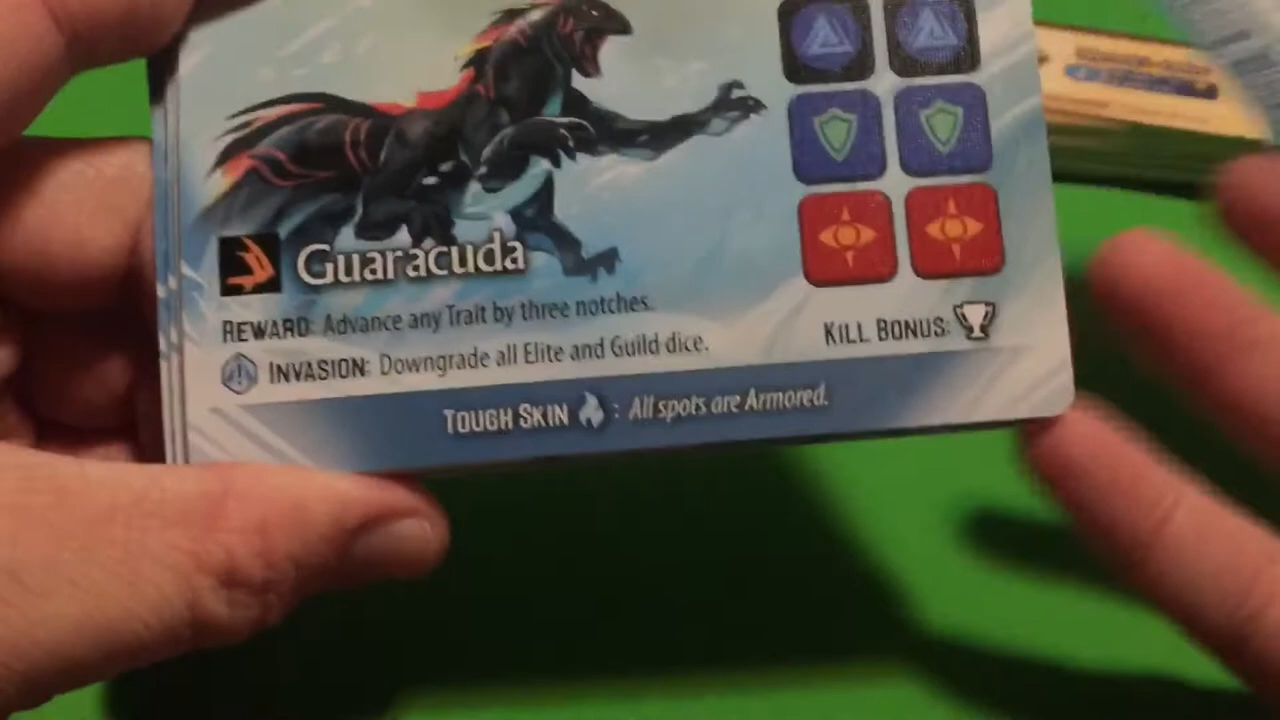 Guaracuda
REWARD: Advance any Trait by three notches.
INVASION: Downgrade all Elite and Guild dice.
KILL BONUS:
TOUGH SKIN : All spots are Armored.